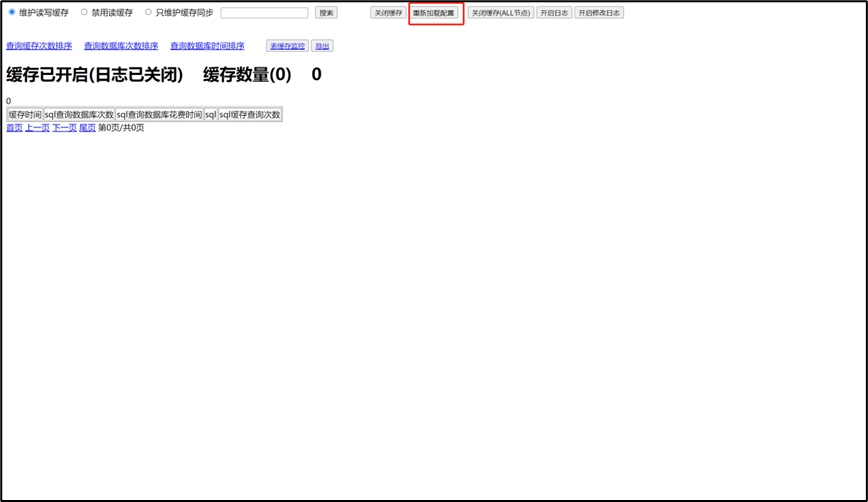 维护读写缓存 禁用读缓存 只维护缓存同步 搜索 关闭缓存 重新加载配置 关闭缓存(ALL节点) 开启日志 开启修改日志
查询缓存次数排序 查询数据库次数排序 查询数据库时间排序 表缓存监控 导出
缓存已开启(日志已关闭) 缓存数量(0) 0
0
缓存时间 sql查询数据库次数 sql查询数据库花费时间 sql sql缓存查询次数
首页 上一页 下一页 尾页 第0页/共0页